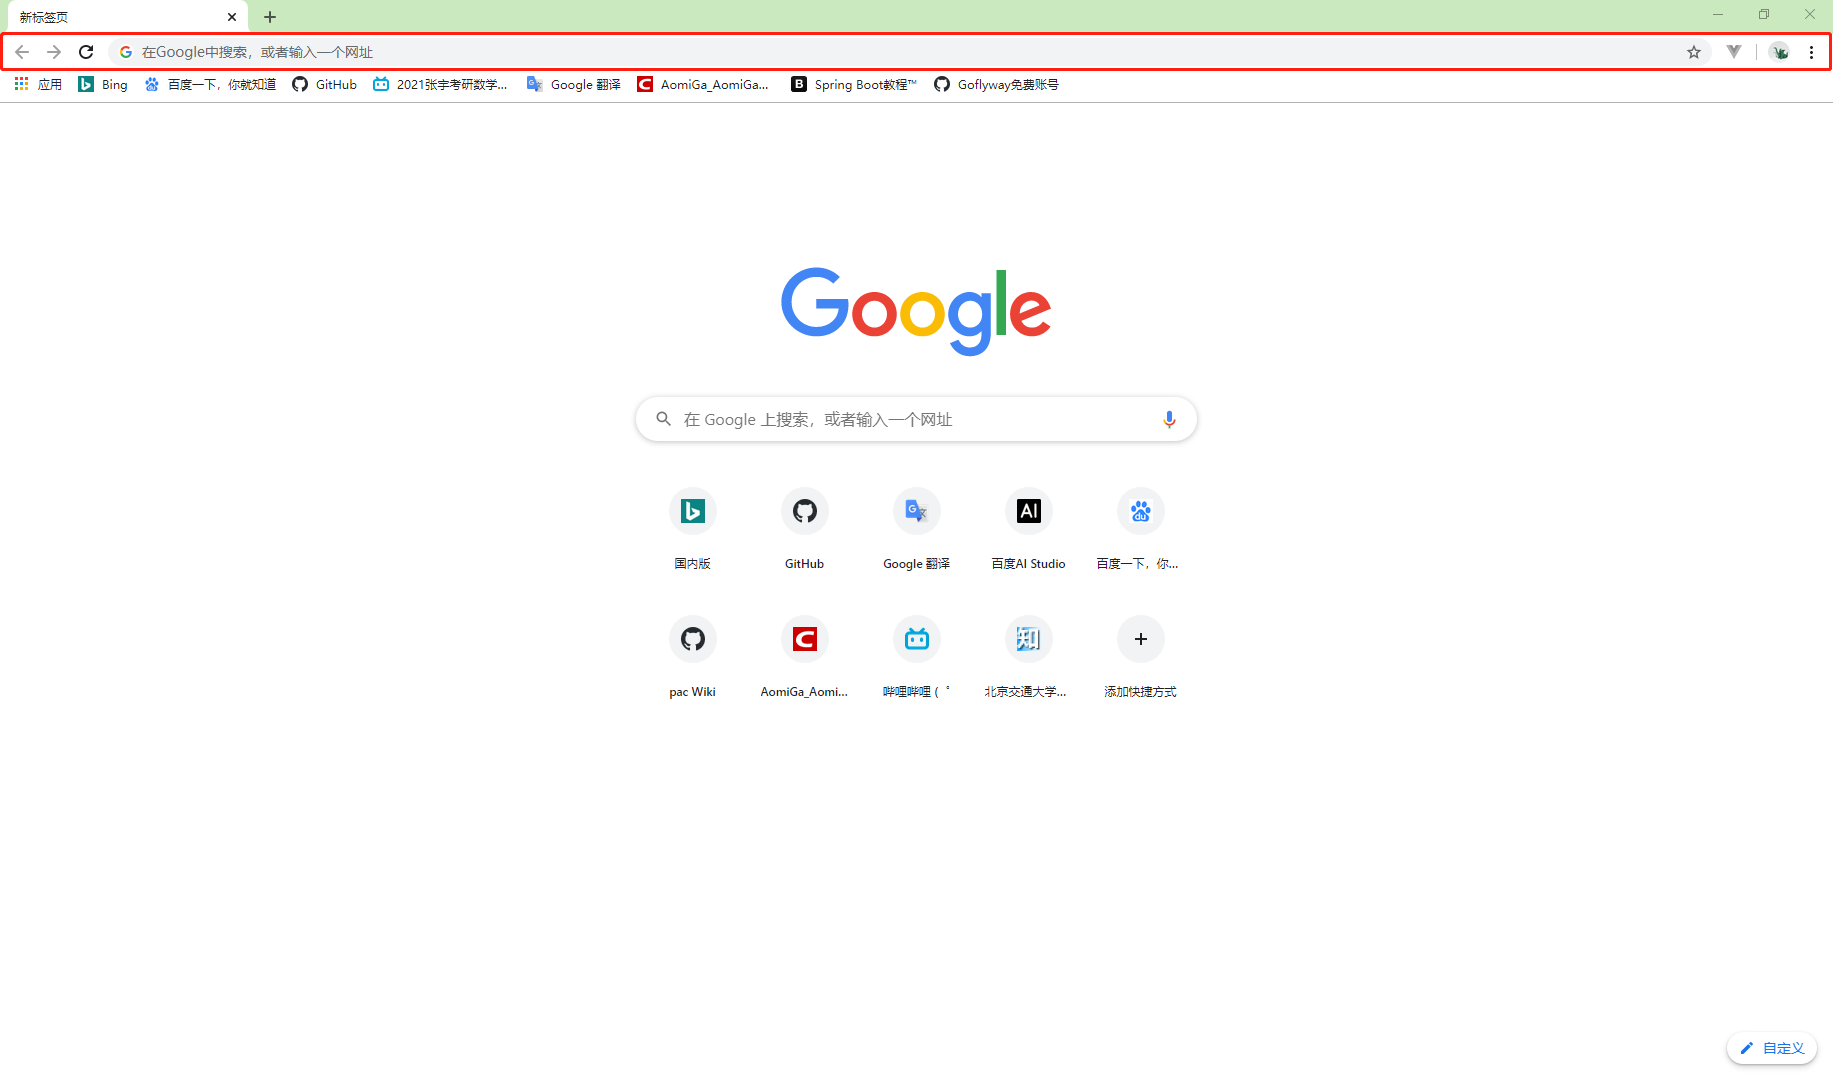 新标签页
在Google中搜索，或者输入一个网址
应用 Bing 百度一下，你就知道 GitHub 2021张宇考研数学... Google 翻译 AomiGa_AomiGa... Spring Boot教程™ Goflyway免费账号
Google
在 Google 上搜索，或者输入一个网址
国内版 GitHub Google 翻译 百度AI Studio 百度一下，你...
pac Wiki AomiGa_Aomi... 哔哩哔哩 ( ゜ 北京交通大学... 添加快捷方式
自定义